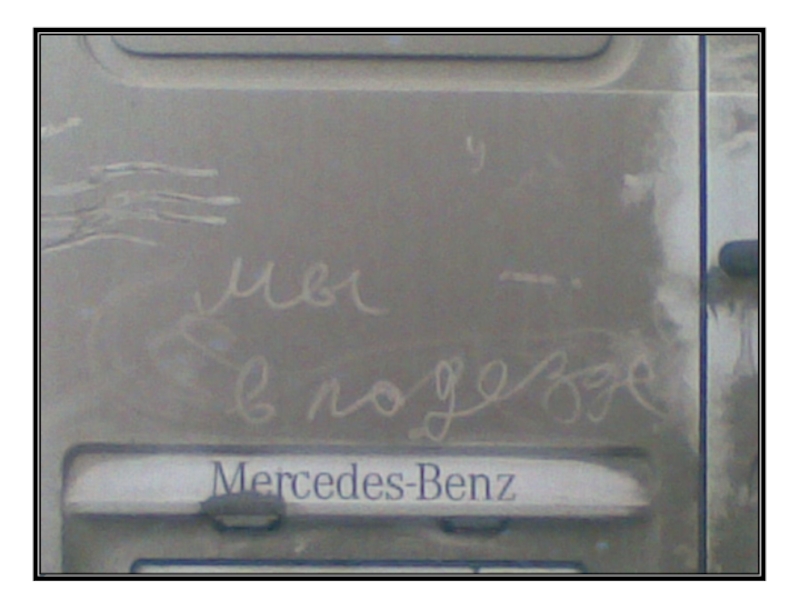 у
мы
в подезде
Mercedes-Benz